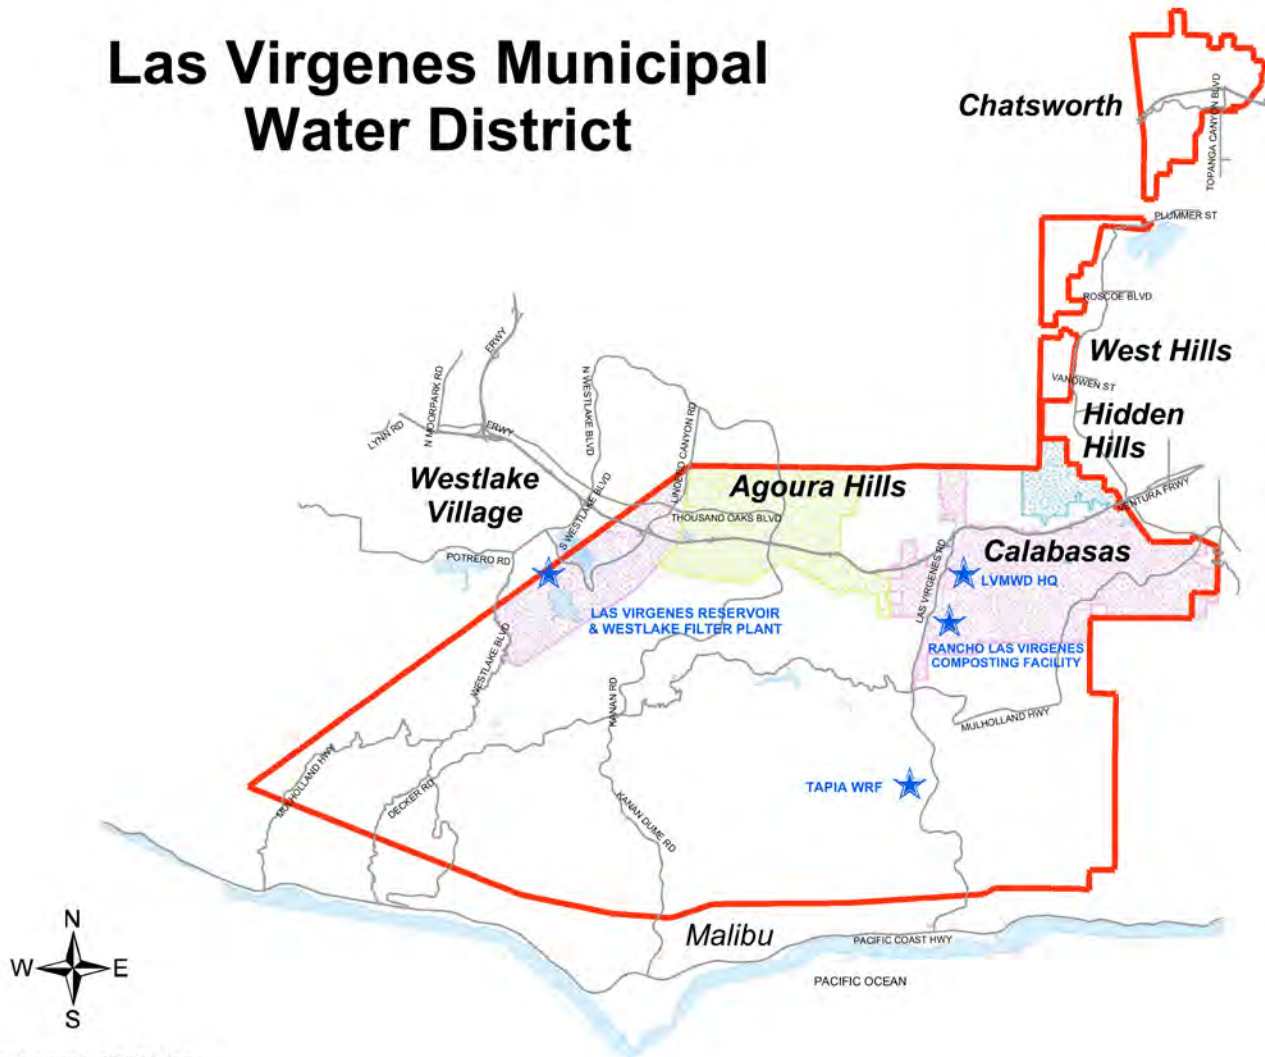 Las Virgenes Municipal
Water District
Chatsworth
TOPANGA CANYON BLVD
PLUMMER ST
ROSCOE BLVD
West Hills
VANOWEN ST
Hidden
Hills
FRWY
N MOORPARK RD
LYNN RD
FRWY
N WESTLAKE BLVD
LINDERO CANYON RD
Westlake
Village
S WESTLAKE BLVD
Agoura Hills
THOUSAND OAKS BLVD
VENTURA FRWY
POTRERO RD
Calabasas
LAS VIRGENES RD
LVMWD HQ
LAS VIRGENES RESERVOIR
& WESTLAKE FILTER PLANT
RANCHO LAS VIRGENES
COMPOSTING FACILITY
WESTLAKE BLVD
KANAN RD
MULHOLLAND HWY
MULHOLLAND HWY
DECKER RD
TAPIA WRF
KANAN DUME RD
Malibu
PACIFIC COAST HWY
PACIFIC OCEAN
N
W E
S